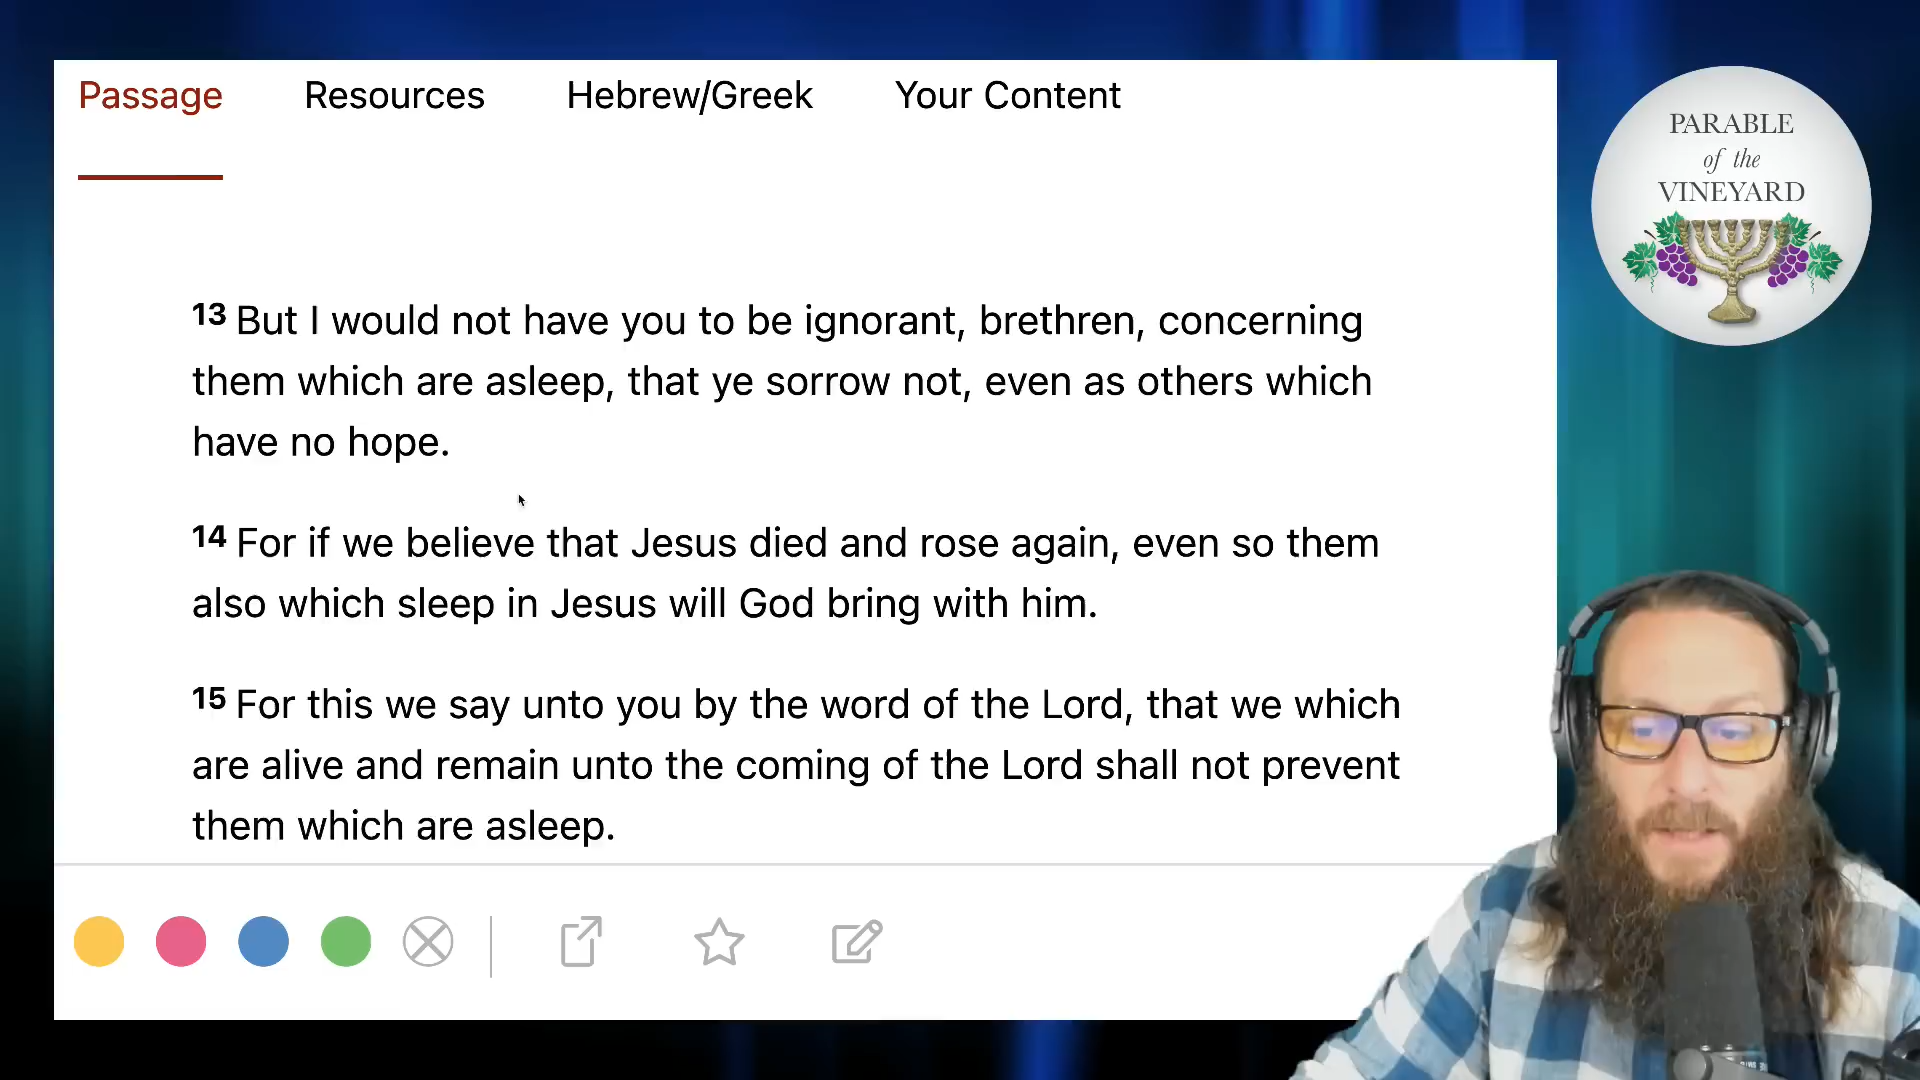 Passage Resources Hebrew/Greek Your Content
PARABLE
of the
VINEYARD
13 But I would not have you to be ignorant, brethren, concerning
them which are asleep, that ye sorrow not, even as others which
have no hope.
14 For if we believe that Jesus died and rose again, even so them
also which sleep in Jesus will God bring with him.
15 For this we say unto you by the word of the Lord, that we which
are alive and remain unto the coming of the Lord shall not prevent
them which are asleep.